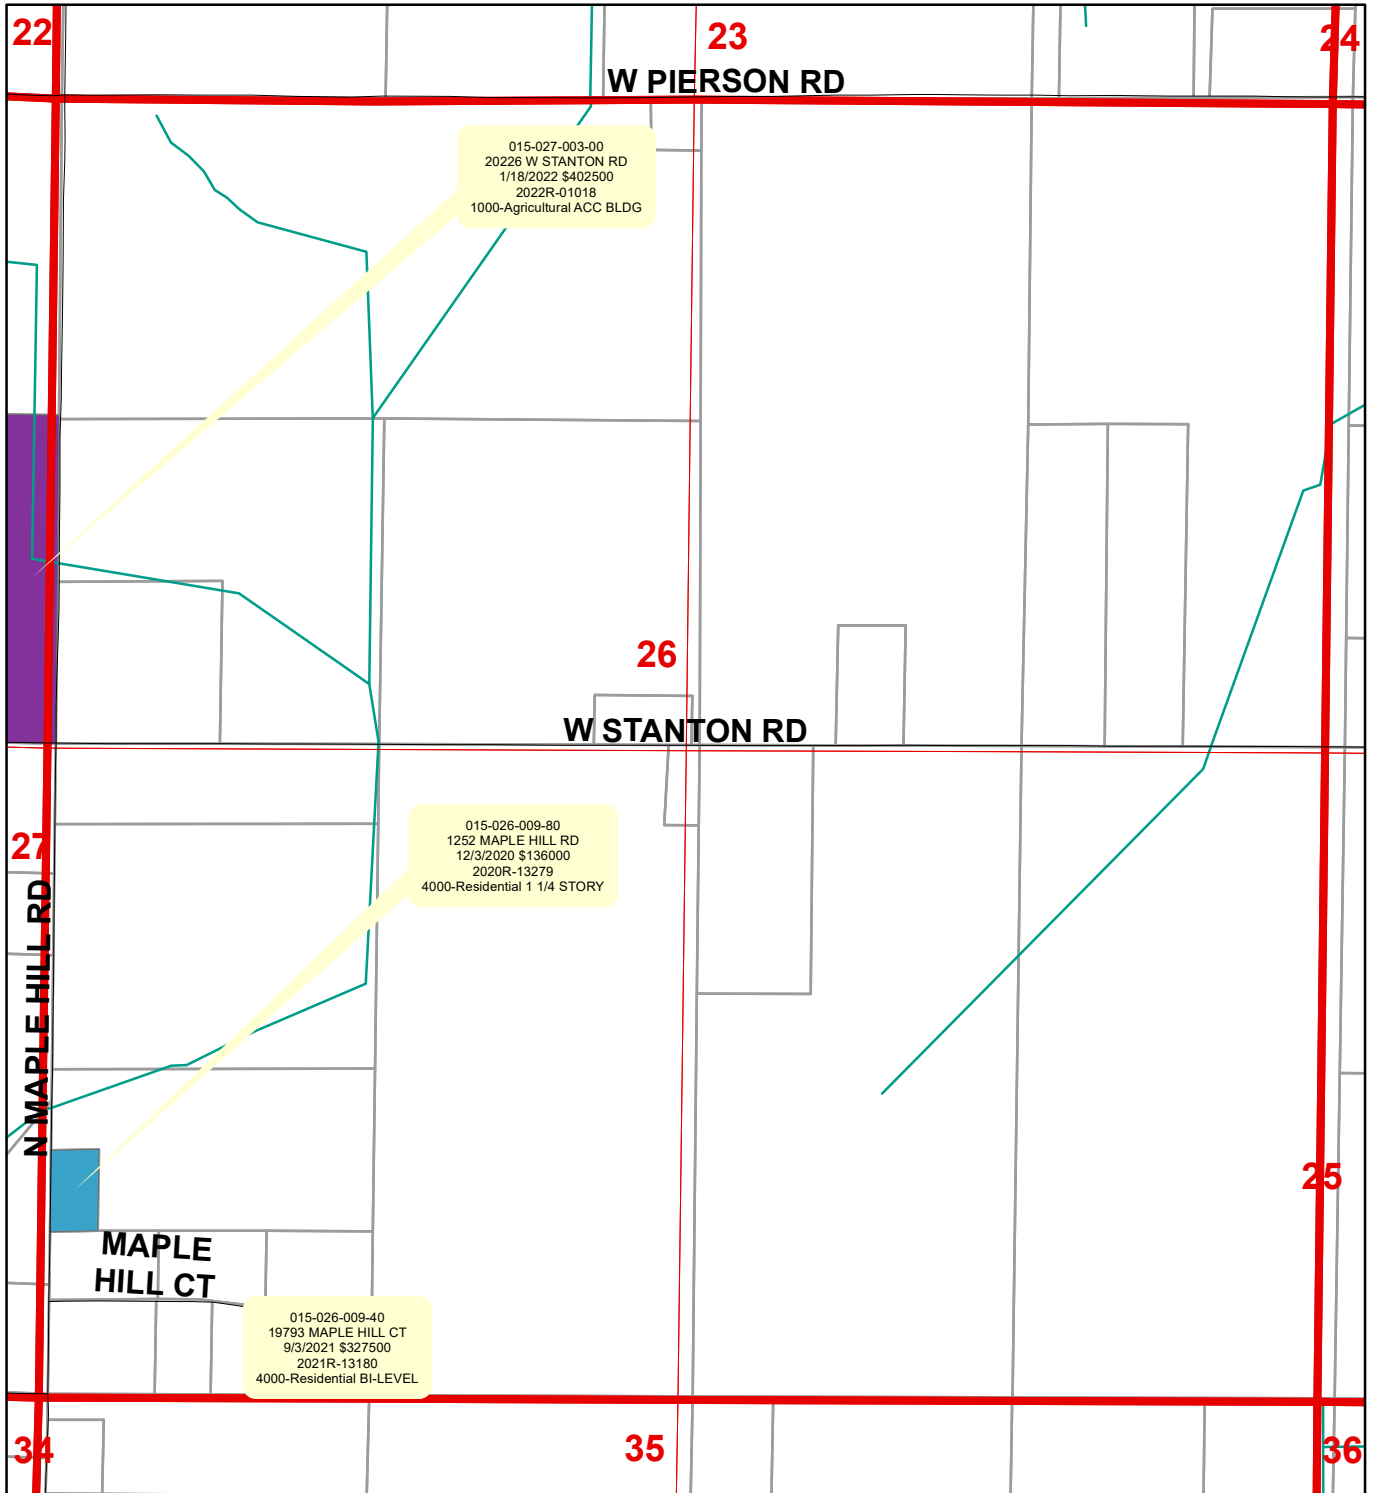 22
23
24
W PIERSON RD
015-027-003-00
20226 W STANTON RD
1/18/2022 $402500
2022R-01018
1000-Agricultural ACC BLDG
26
W STANTON RD
015-026-009-80
1252 MAPLE HILL RD
12/3/2020 $136000
2020R-13279
4000-Residential 1 1/4 STORY
27
N MAPLE HILL RD
25
MAPLE
HILL CT
015-026-009-40
19793 MAPLE HILL CT
9/3/2021 $327500
2021R-13180
4000-Residential BI-LEVEL
34
35
36